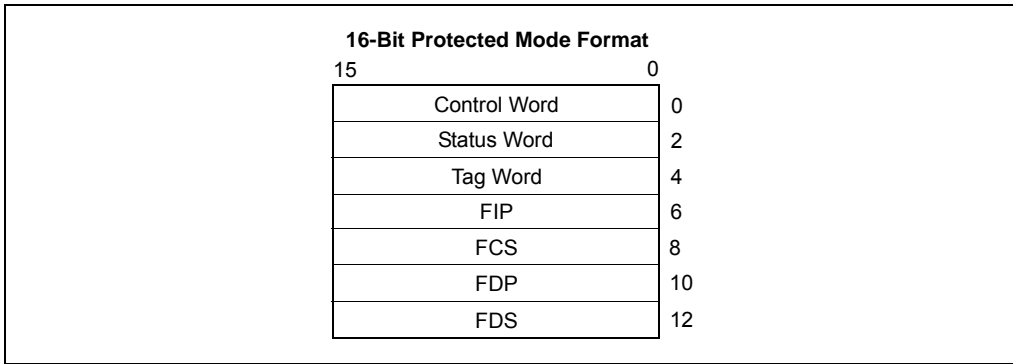 16-Bit Protected Mode Format
15 0
Control Word 0
Status Word 2
Tag Word 4
FIP 6
FCS 8
FDP 10
FDS 12